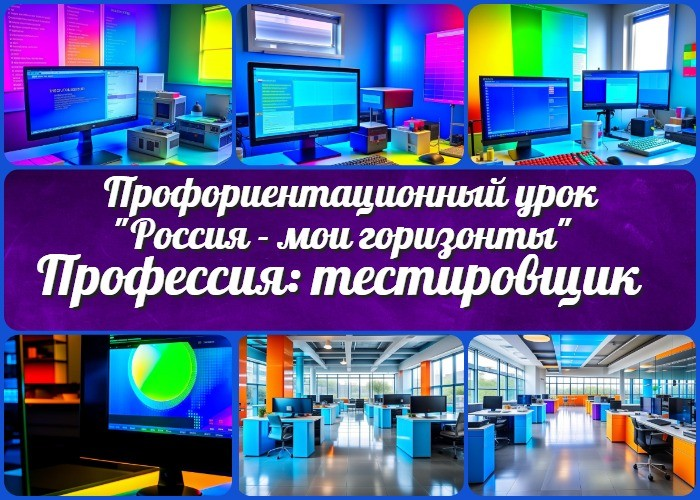 Профориентационный урок
"Россия - мои горизонты"
Профессия: тестировщик